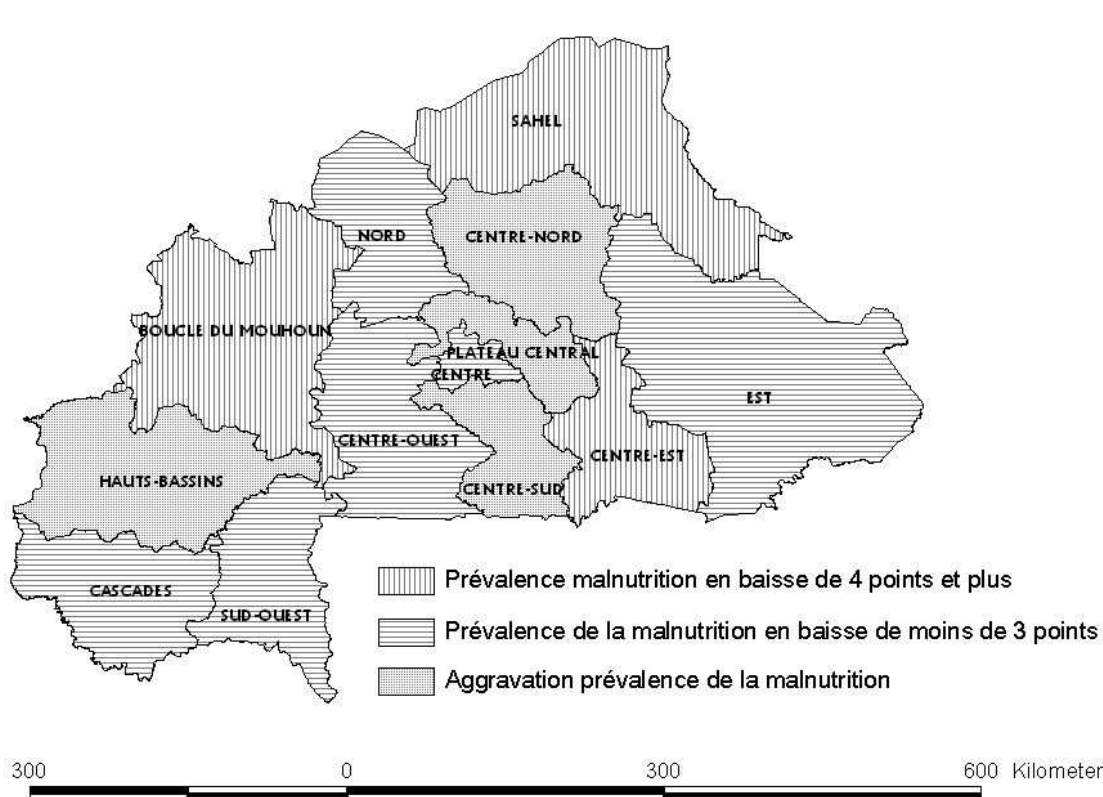 SAHEL
NORD
CENTRE-NORD
BOUCLE DU MOUHOUN
PLATEAU CENTRAL
CENTRE
EST
CENTRE-OUEST
CENTRE-EST
HAUTS-BASSINS
CENTRE-SUD
CASCADES
SUD-OUEST
Prévalence malnutrition en baisse de 4 points et plus
Prévalence de la malnutrition en baisse de moins de 3 points
Aggravation prévalence de la malnutrition
300 0 300 600 Kilometer